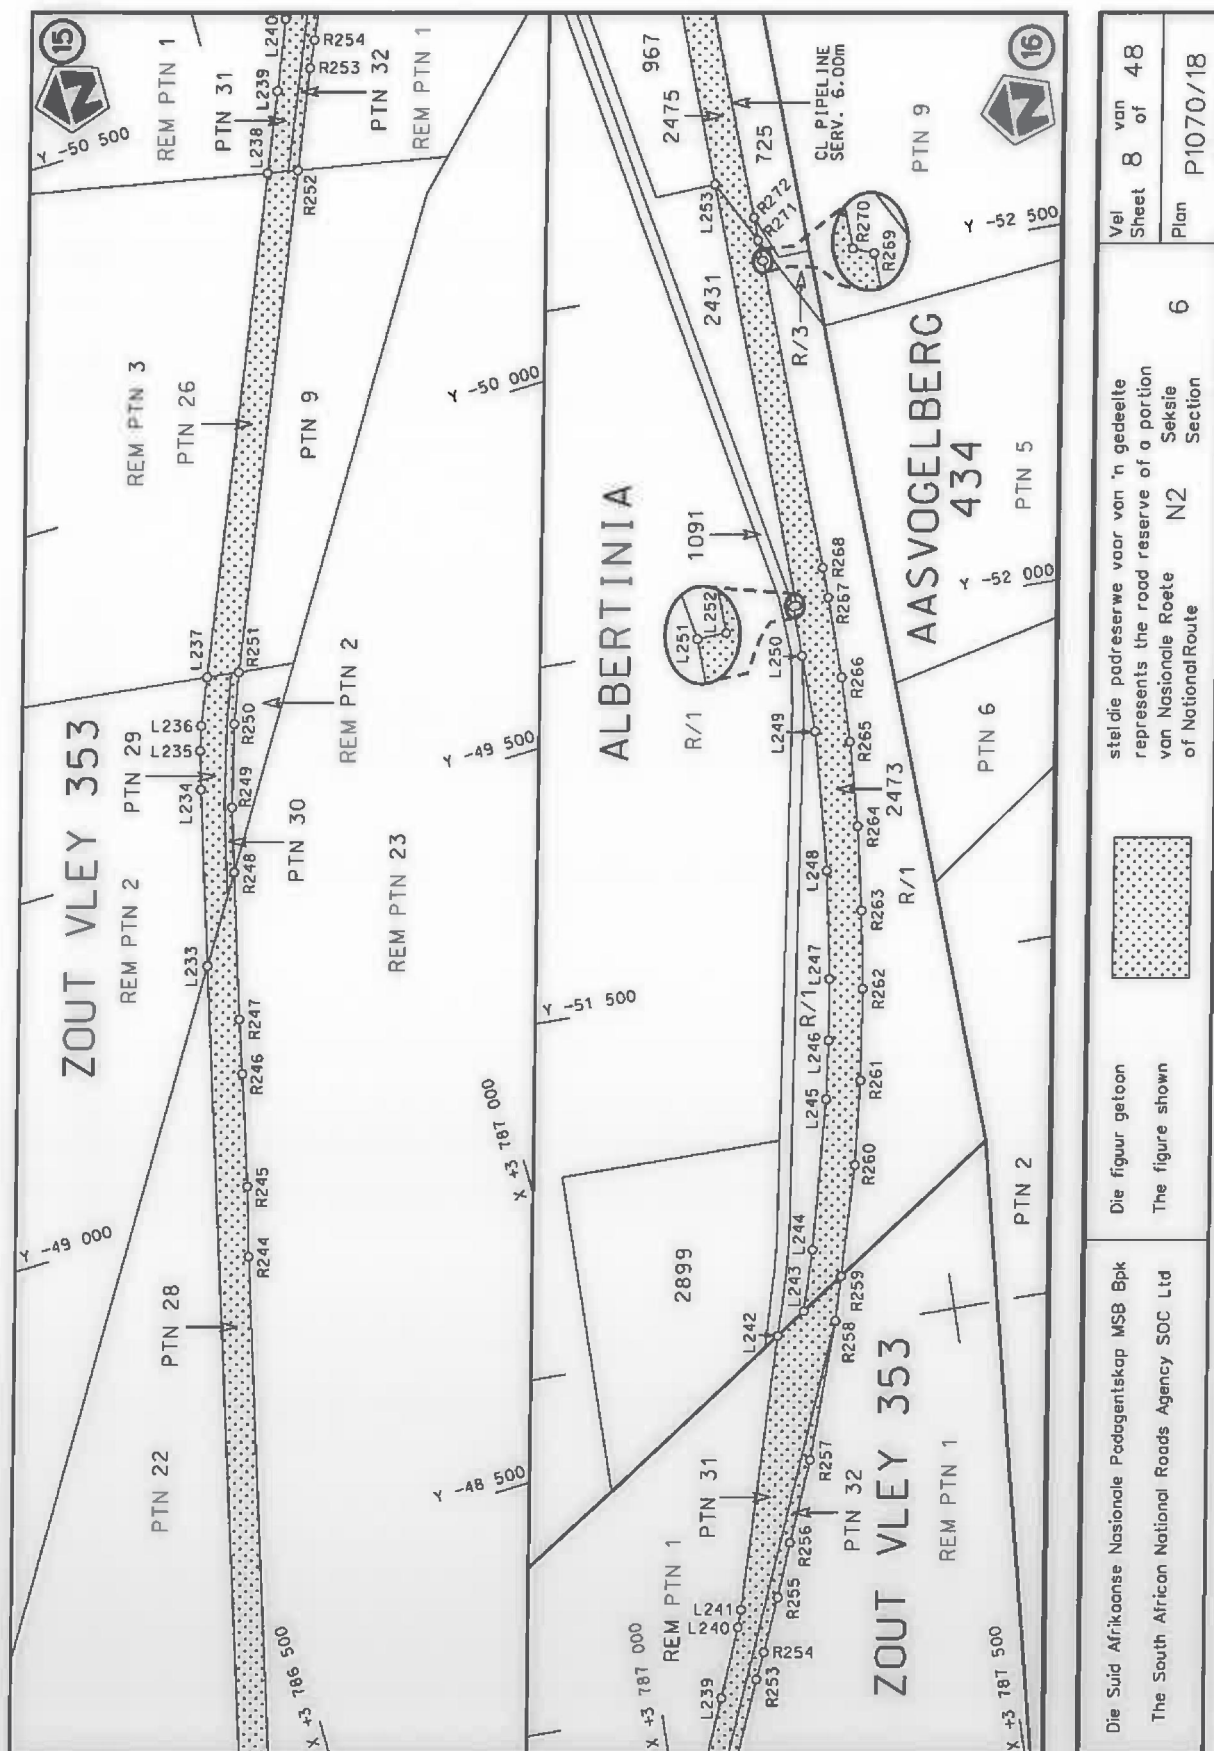 15
N
Y -50 500
REM PTN 1
PTN 31
L238
L239
L240
R254
R253
PTN 32
R252
REM PTN 1
REM PTN 3
PTN 26
PTN 9
Y -50 000
ZOUT VLEY 353
PTN 29
L237
L236
L235
L234
R251
R250
R249
R248
REM PTN 2
PTN 30
REM PTN 2
REM PTN 23
Y -49 500
L233
R247
R246
R245
R244
X +3 787 000
Y -49 000
PTN 28
PTN 22
Y -48 500
X +3 786 500
967
2475
CL PIPELINE
SERV. 6.00m
725
16
N
PTN 9
L253
R272
R271
R270
R269
Y -52 500
2431
R/3
AASVOGELBERG
434
PTN 5
ALBERTINIA
1091
L251
L252
R268
R267
Y -52 000
L250
R266
R/1
L249
R265
2473
PTN 6
R264
R/1
L248
R263
L247
R262
R/1
L246
R261
L245
R260
Y -51 500
PTN 2
2899
L244
L243
L242
R259
R258
ZOUT VLEY 353
R257
PTN 31
PTN 32
R256
REM PTN 1
REM PTN 1
R255
L241
L240
R254
R253
L239
X +3 787 000
X +3 787 500
Die Suid Afrikaanse Nasionale Padagentskap MSB Bpk
The South African National Roads Agency SOC Ltd
Die figuur getoon
The figure shown
stel die padreserwe voor van 'n gedeelte
represents the road reserve of a portion
van Nasionale Roete N2 Seksie 6
of National Route Section
Vel 8 van 48
Sheet of
Plan P1070/18